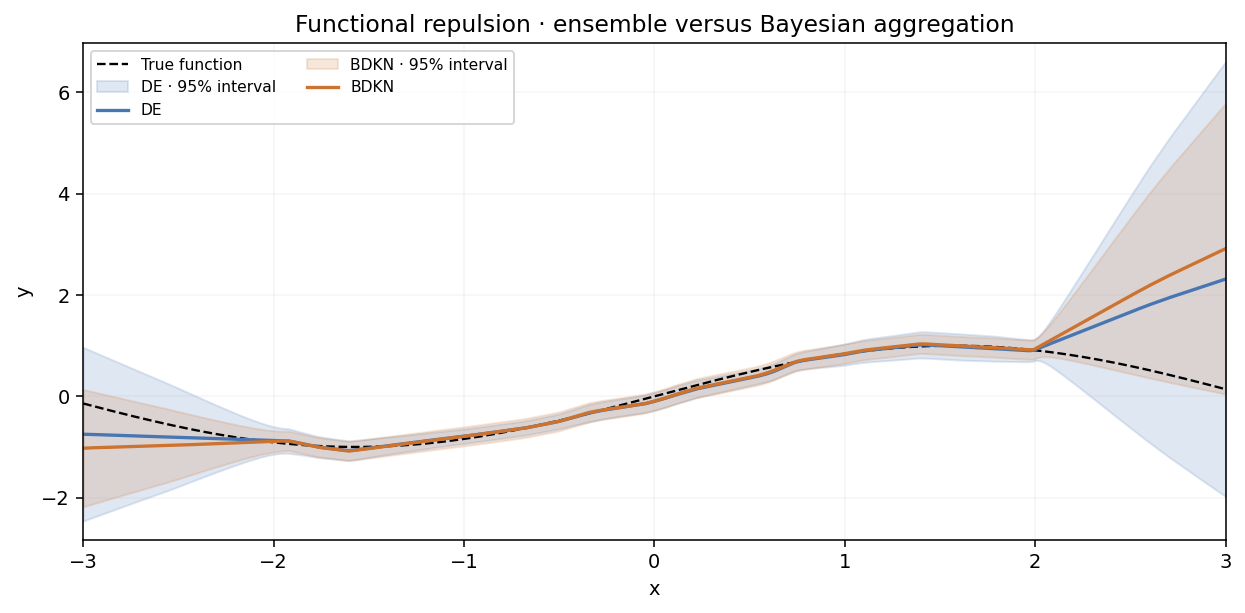 Functional repulsion · ensemble versus Bayesian aggregation
True function
DE · 95% interval
DE
BDKN · 95% interval
BDKN
y
6
4
2
0
−2
−3
−2
−1
0
1
2
3
x